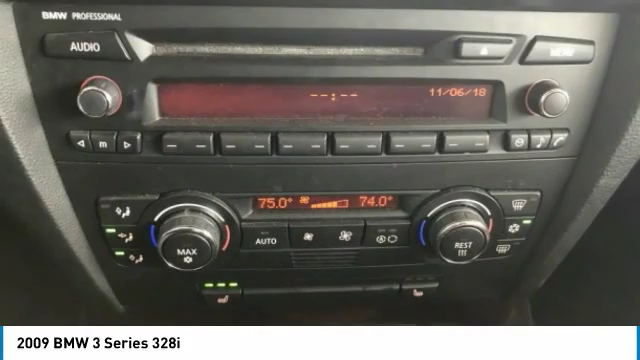 BMW PROFESSIONAL
AUDIO
MENU
--:-- 11/06/18
m
75.0° 74.0°
MAX
AUTO
REST
2009 BMW 3 Series 328i